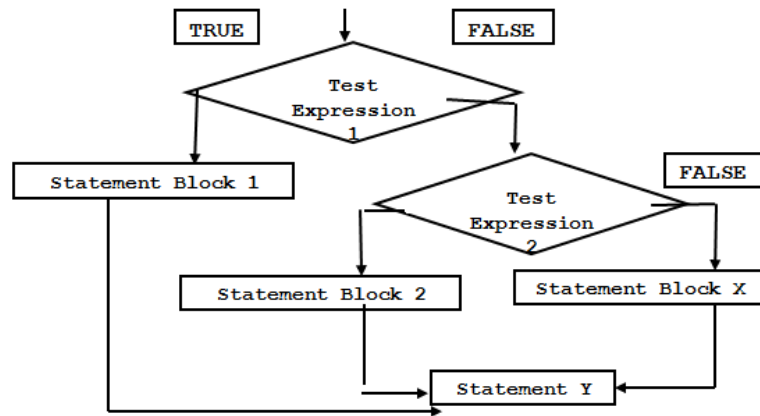 TRUE
FALSE
Test
Expression
1
Statement Block 1
FALSE
Test
Expression
2
Statement Block 2
Statement Block X
Statement Y